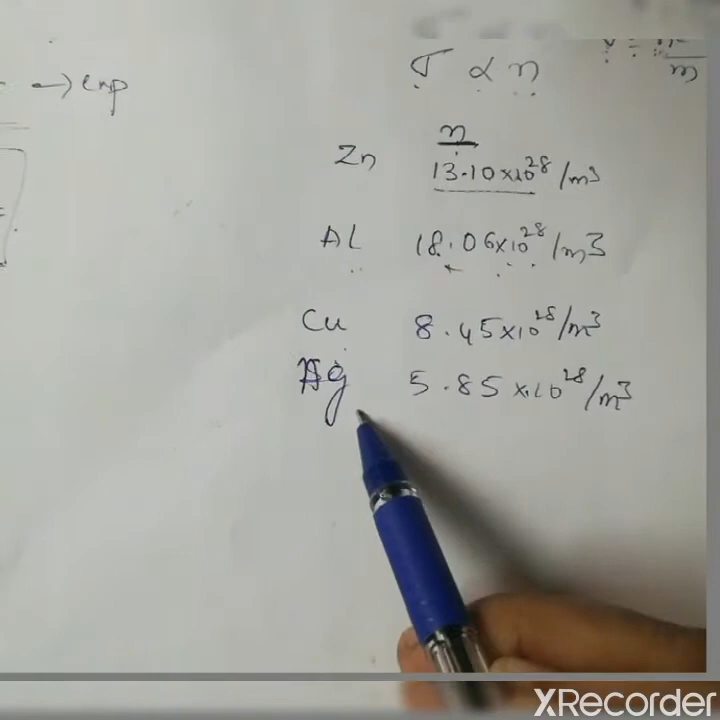 → exp
σ ∝ n
m
n
Zn 13.10×10²⁸/m³
AL 18.06×10²⁸/m³
Cu 8.45×10²⁸/m³
Ag 5.85×10²⁸/m³
XRecorder